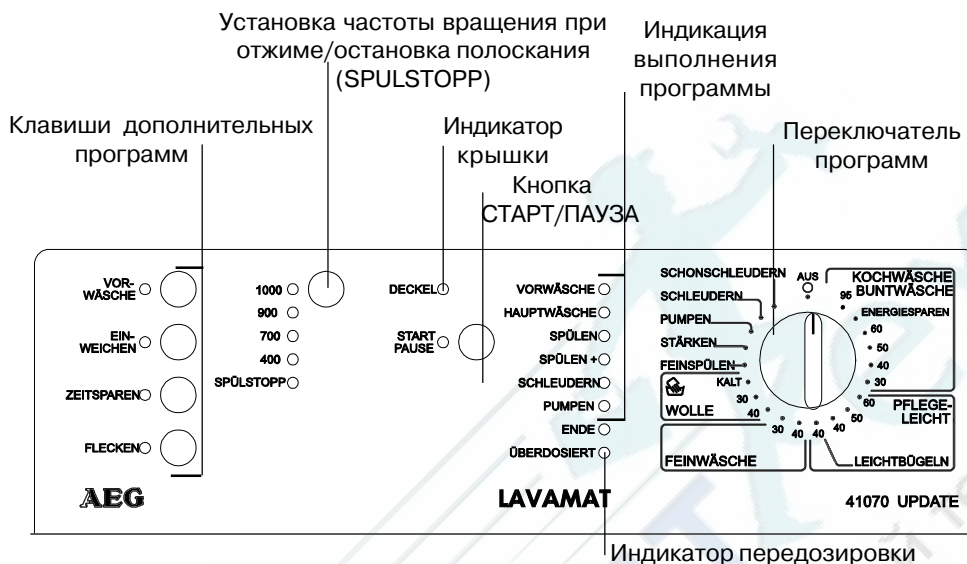 Установка частоты вращения при
отжиме/остановка полоскания
(SPULSTOPP)
Индикация
выполнения
программы
Клавиши дополнительных
программ
Индикатор
крышки
Переключатель
программ
Кнопка
СТАРТ/ПАУЗА
VOR-
WÄSCHE
EIN-
WEICHEN
ZEITSPAREN
FLECKEN
1000
900
700
400
SPÜLSTOPP
DECKEL
START
PAUSE
VORWÄSCHE
HAUPTWÄSCHE
SPÜLEN
SPÜLEN +
SCHLEUDERN
PUMPEN
ENDE
ÜBERDOSIERT
SCHONSCHLEUDERN
SCHLEUDERN
PUMPEN
STÄRKEN
FEINSPÜLEN
KALT
30
40
WOLLE
30
40
FEINWÄSCHE
AUS
KOCHWÄSCHE
BUNTWÄSCHE
95
ENERGIESPAREN
60
50
40
30
60
50
40
40
PFLEGE-
LEICHT
LEICHTBÜGELN
AEG
LAVAMAT
41070 UPDATE
Индикатор передозировки